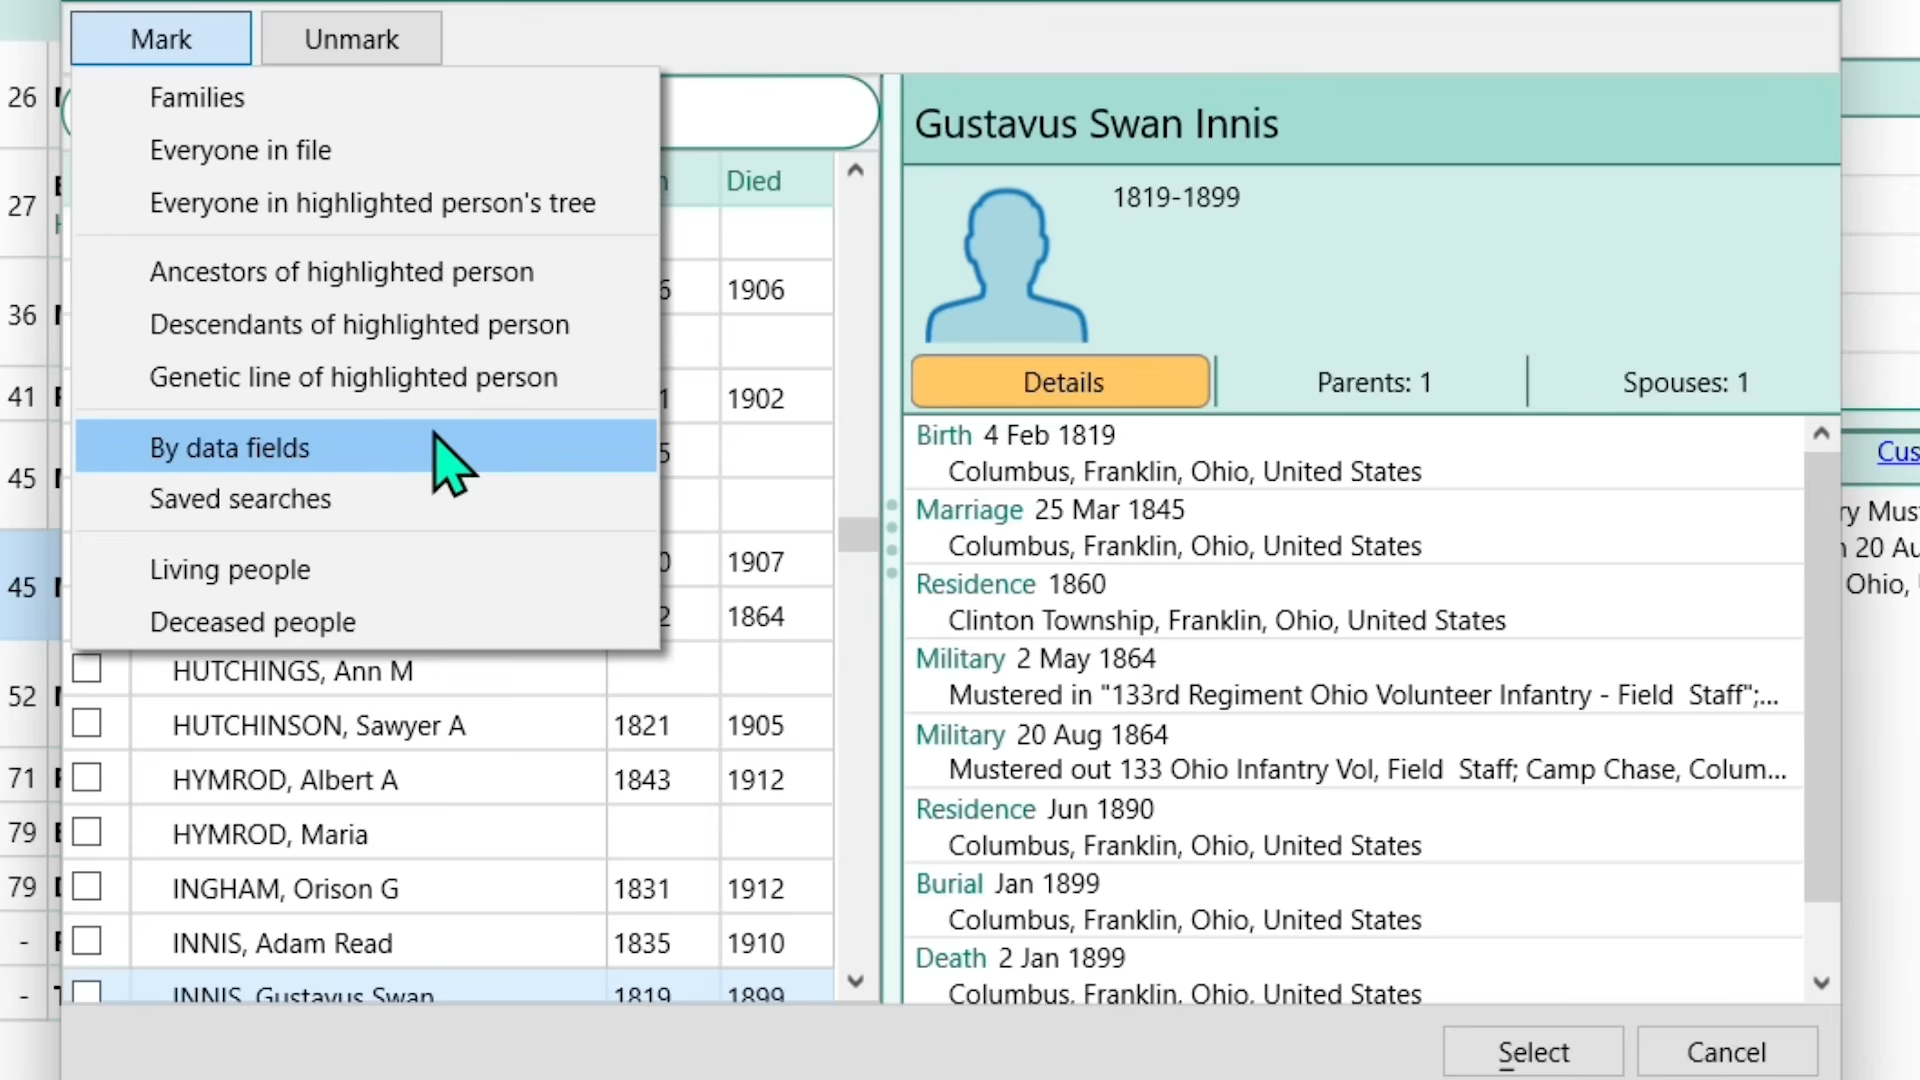 Mark
Unmark
Families
Everyone in file
Everyone in highlighted person's tree
Ancestors of highlighted person
Descendants of highlighted person
Genetic line of highlighted person
By data fields
Saved searches
Living people
Deceased people
26
27
36
41
45
45
52
71
79
79
-
-
Died
1906
1902
1907
1864
HUTCHINGS, Ann M
HUTCHINSON, Sawyer A 1821 1905
HYMROD, Albert A 1843 1912
HYMROD, Maria
INGHAM, Orison G 1831 1912
INNIS, Adam Read 1835 1910
INNIS, Gustavus Swan 1819 1899
Gustavus Swan Innis
1819-1899
Details
Parents: 1
Spouses: 1
Birth 4 Feb 1819
Columbus, Franklin, Ohio, United States
Marriage 25 Mar 1845
Columbus, Franklin, Ohio, United States
Residence 1860
Clinton Township, Franklin, Ohio, United States
Military 2 May 1864
Mustered in "133rd Regiment Ohio Volunteer Infantry - Field  Staff";...
Military 20 Aug 1864
Mustered out 133 Ohio Infantry Vol, Field  Staff; Camp Chase, Colum...
Residence Jun 1890
Columbus, Franklin, Ohio, United States
Burial Jan 1899
Columbus, Franklin, Ohio, United States
Death 2 Jan 1899
Columbus, Franklin, Ohio, United States
Select
Cancel
Cus
ry Mus
20 Au
Ohio,